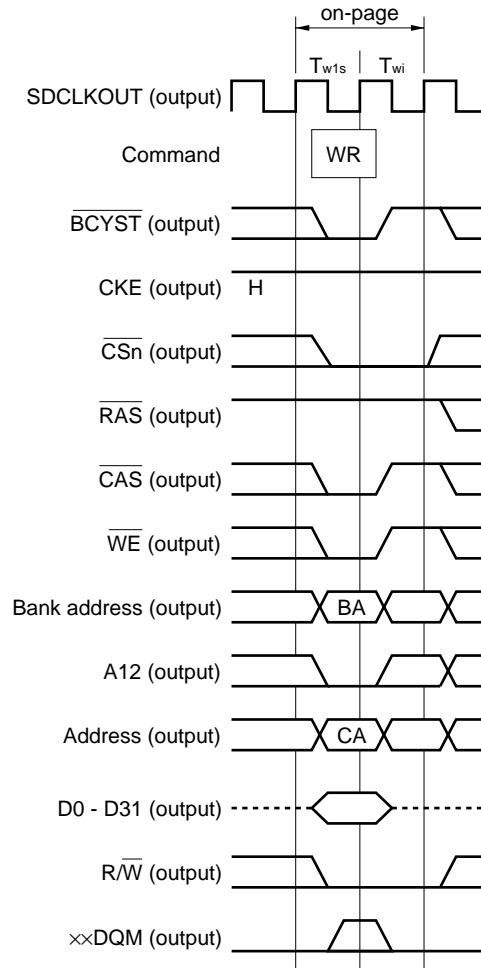 on-page
Tw1s Twi
SDCLKOUT (output)
Command WR
BCYST (output)
CKE (output) H
CSn (output)
RAS (output)
CAS (output)
WE (output)
Bank address (output) BA
A12 (output)
Address (output) CA
D0 - D31 (output)
R/W (output)
××DQM (output)